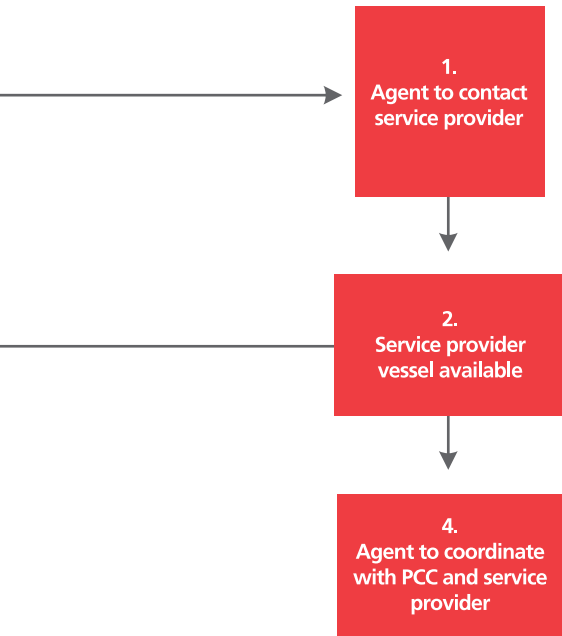 1.
Agent to contact
service provider
2.
Service provider
vessel available
4.
Agent to coordinate
with PCC and service
provider